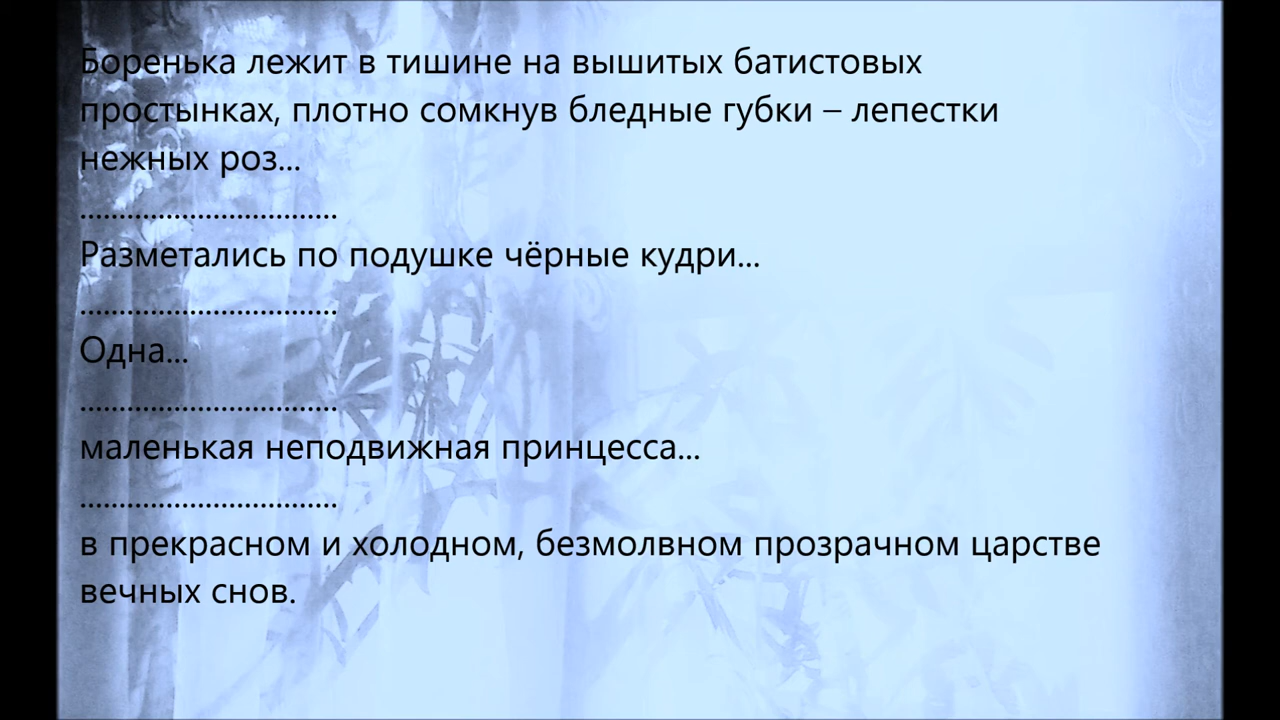 Боренька лежит в тишине на вышитых батистовых
простынках, плотно сомкнув бледные губки – лепестки
нежных роз...
.................................
Разметались по подушке чёрные кудри...
.................................
Одна...
.................................
маленькая неподвижная принцесса...
.................................
в прекрасном и холодном, безмолвном прозрачном царстве
вечных снов.